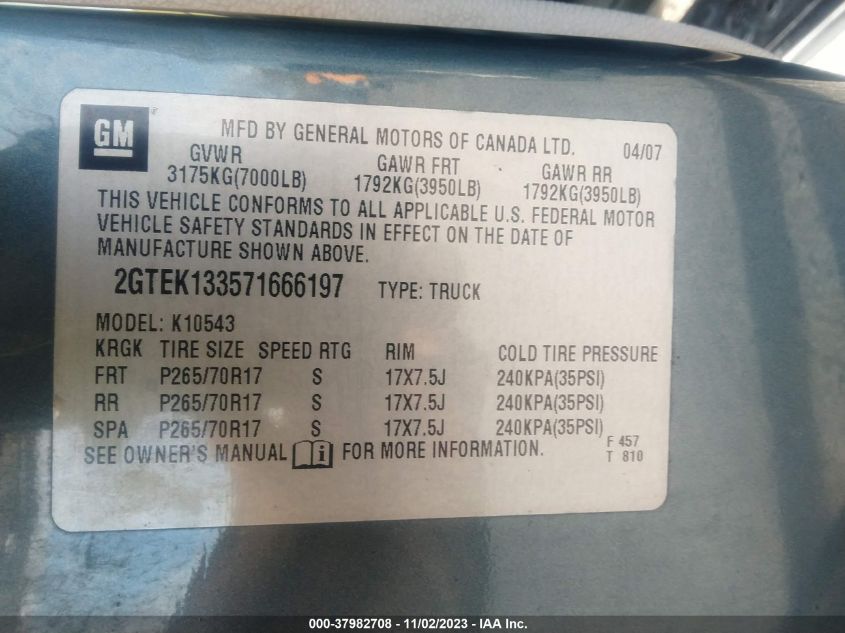 GM MFD BY GENERAL MOTORS OF CANADA LTD. 04/07
GVWR GAWR FRT GAWR RR
3175KG(7000LB) 1792KG(3950LB) 1792KG(3950LB)
THIS VEHICLE CONFORMS TO ALL APPLICABLE U.S. FEDERAL MOTOR
VEHICLE SAFETY STANDARDS IN EFFECT ON THE DATE OF
MANUFACTURE SHOWN ABOVE.
2GTEK133571666197 TYPE: TRUCK
MODEL: K10543
KRGK TIRE SIZE SPEED RTG RIM COLD TIRE PRESSURE
FRT P265/70R17 S 17X7.5J 240KPA(35PSI)
RR P265/70R17 S 17X7.5J 240KPA(35PSI)
SPA P265/70R17 S 17X7.5J 240KPA(35PSI)
SEE OWNER'S MANUAL i FOR MORE INFORMATION.
F 457
T 810
000-37982708 - 11/02/2023 - IAA Inc.